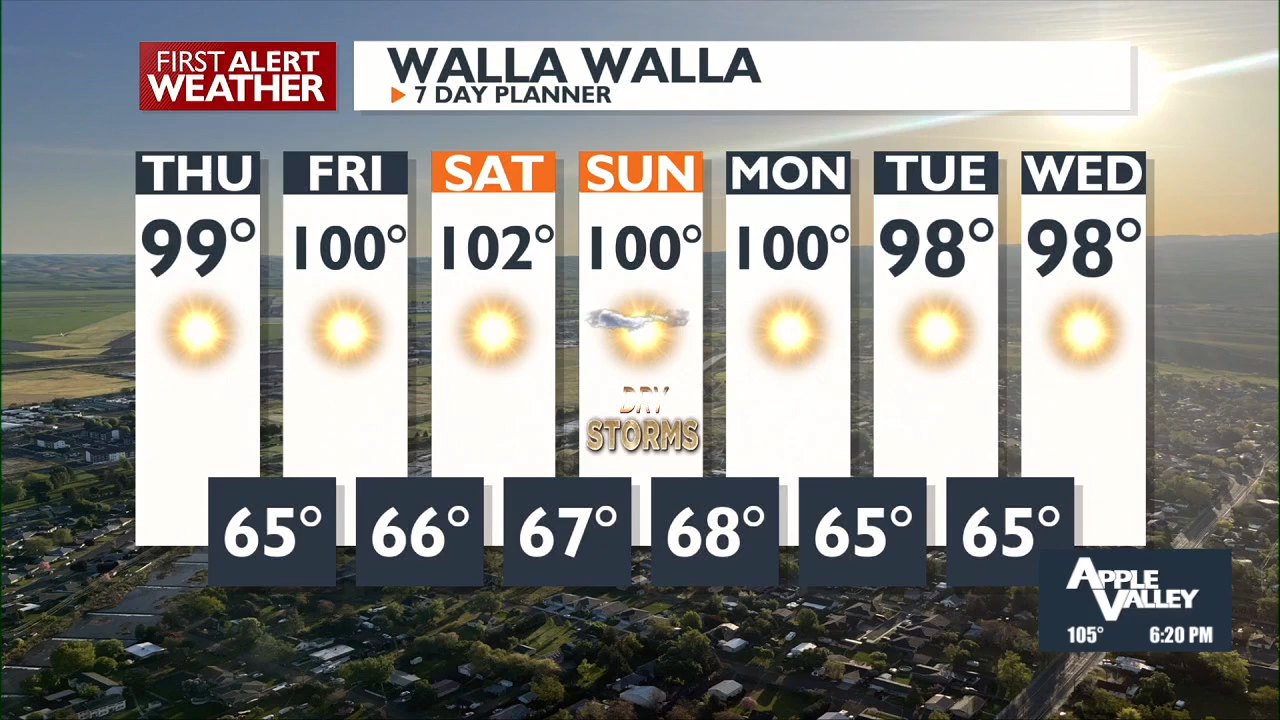 FIRST ALERT
WEATHER
WALLA WALLA
7 DAY PLANNER
THU FRI SAT SUN MON TUE WED
99° 100° 102° 100° 100° 98° 98°
DRY
STORMS
65° 66° 67° 68° 65° 65°
APPLE
VALLEY
105° 6:20 PM